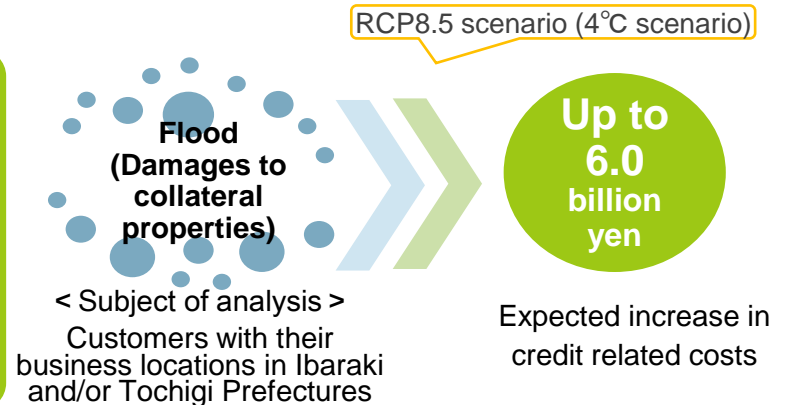 RCP8.5 scenario (4℃ scenario)
Flood
(Damages to
collateral
properties)
Up to
6.0
billion
yen
< Subject of analysis >
Customers with their
business locations in Ibaraki
and/or Tochigi Prefectures
Expected increase in
credit related costs